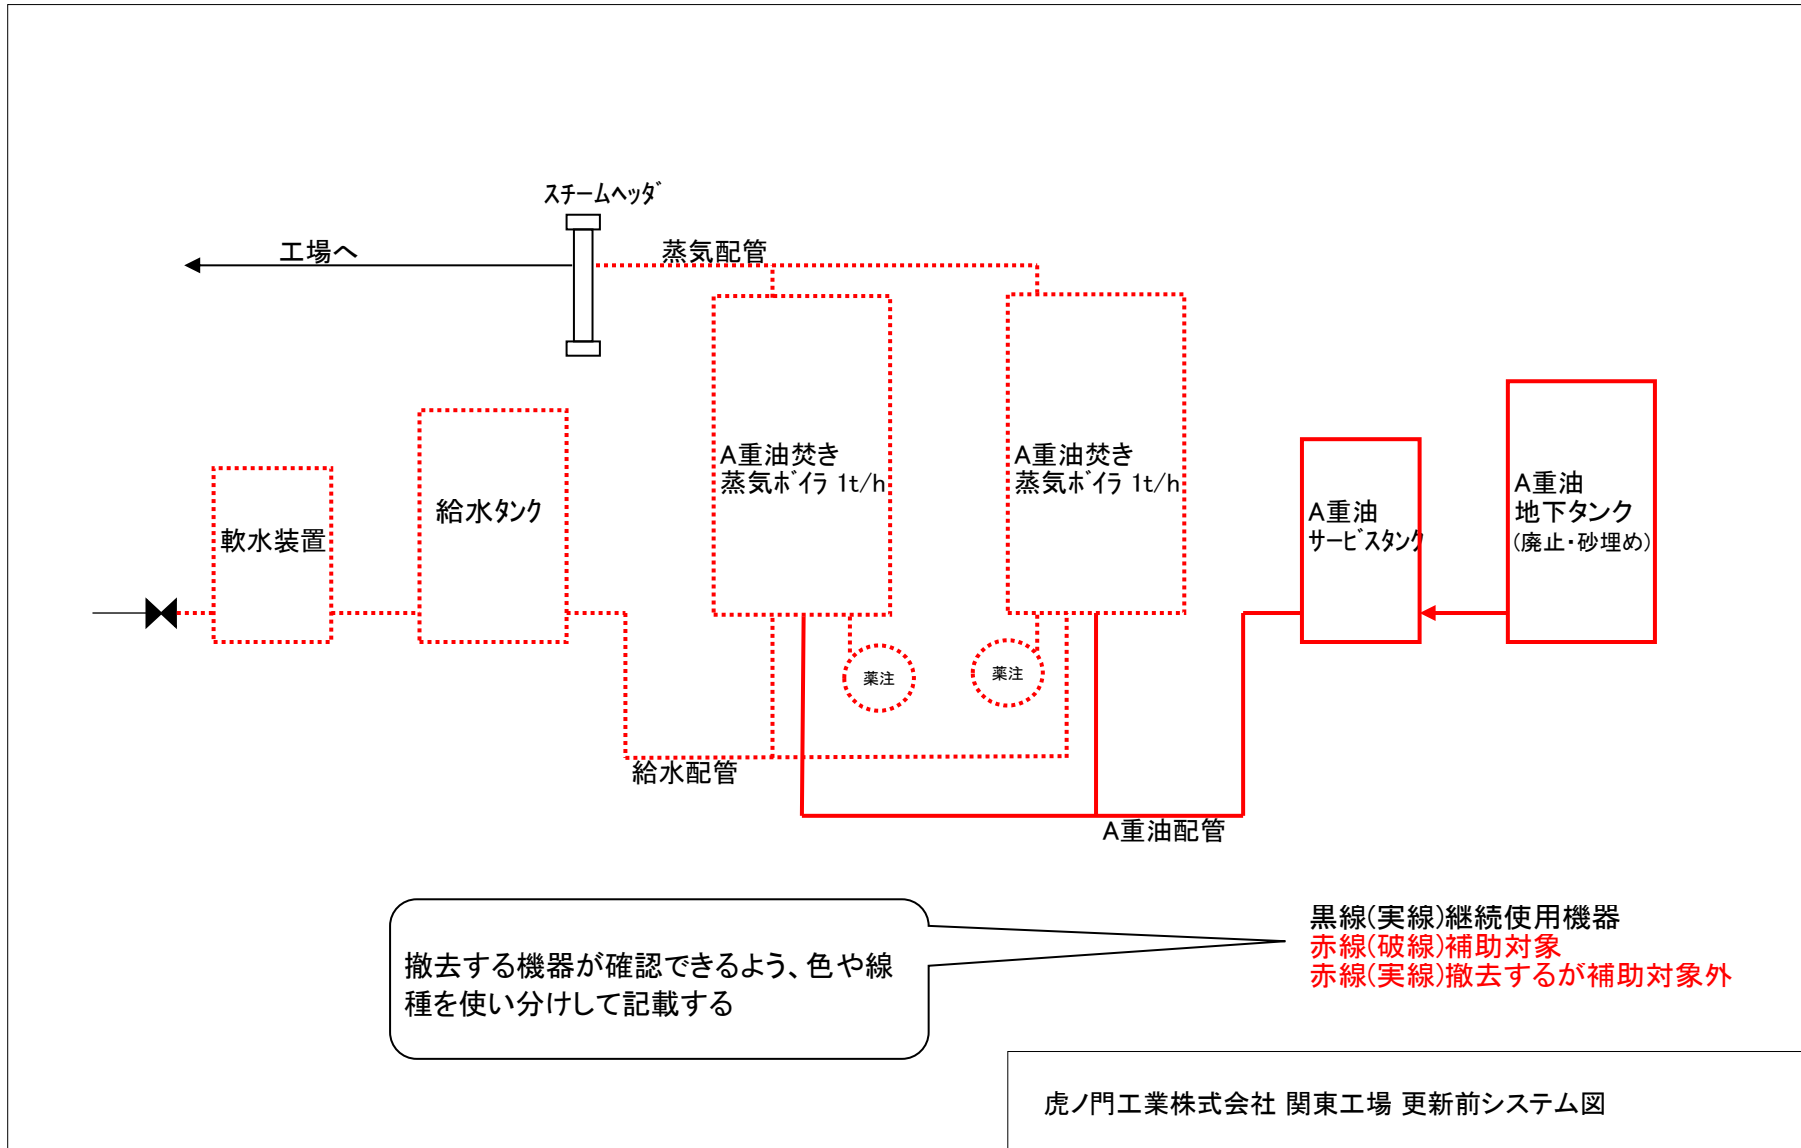 スチームヘッダ
工場へ
蒸気配管
A重油焚き
蒸気ボイラ 1t/h
A重油焚き
蒸気ボイラ 1t/h
A重油
地下タンク
(廃止・砂埋め)
A重油
サービスタンク
給水タンク
軟水装置
薬注
薬注
給水配管
A重油配管
黒線(実線)継続使用機器
赤線(破線)補助対象
赤線(実線)撤去するが補助対象外
撤去する機器が確認できるよう、色や線
種を使い分けして記載する
虎ノ門工業株式会社 関東工場 更新前システム図